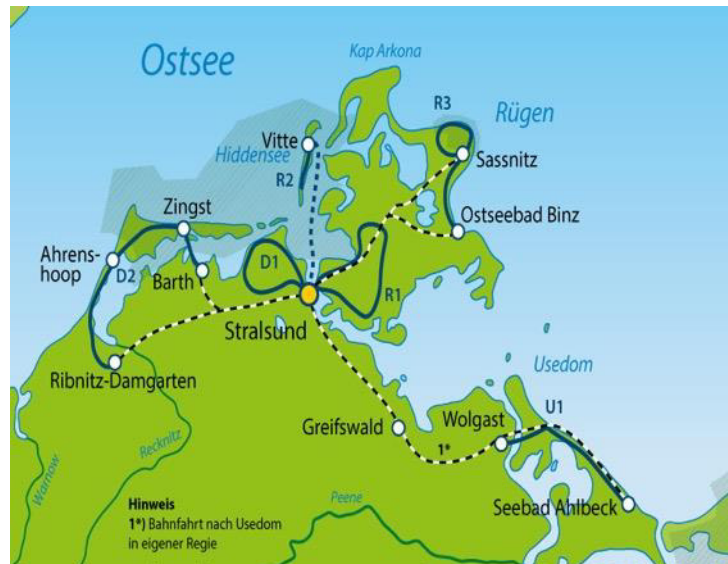 Kap Arkona
Ostsee
R3
Rügen
Vitte
Hiddensee
Sassnitz
R2
Zingst
Ostseebad Binz
Ahrens-
hoop
D2
Barth
D1
R1
Stralsund
Ribnitz-Damgarten
Usedom
Greifswald
Wolgast
U1
1*
Recknitz
Warnow
Seebad Ahlbeck
Peene
Hinweis
1*) Bahnfahrt nach Usedom
in eigener Regie